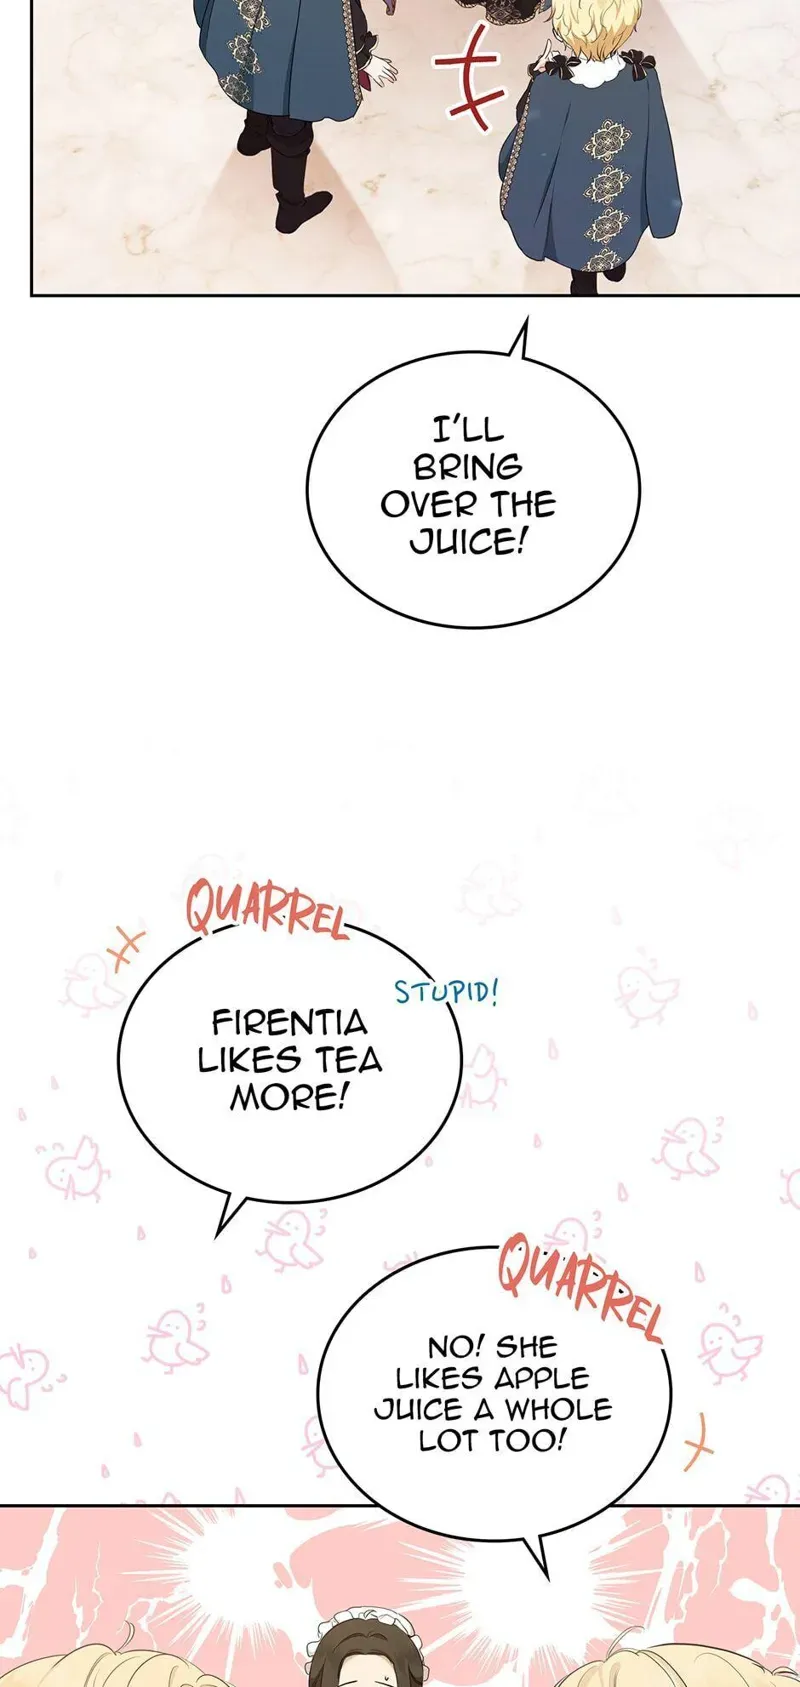 I'LL
BRING
OVER THE
JUICE!
QUARREL
STUPID!
FIRENTIA
LIKES TEA
MORE!
QUARREL
NO! SHE
LIKES APPLE
JUICE A WHOLE
LOT TOO!